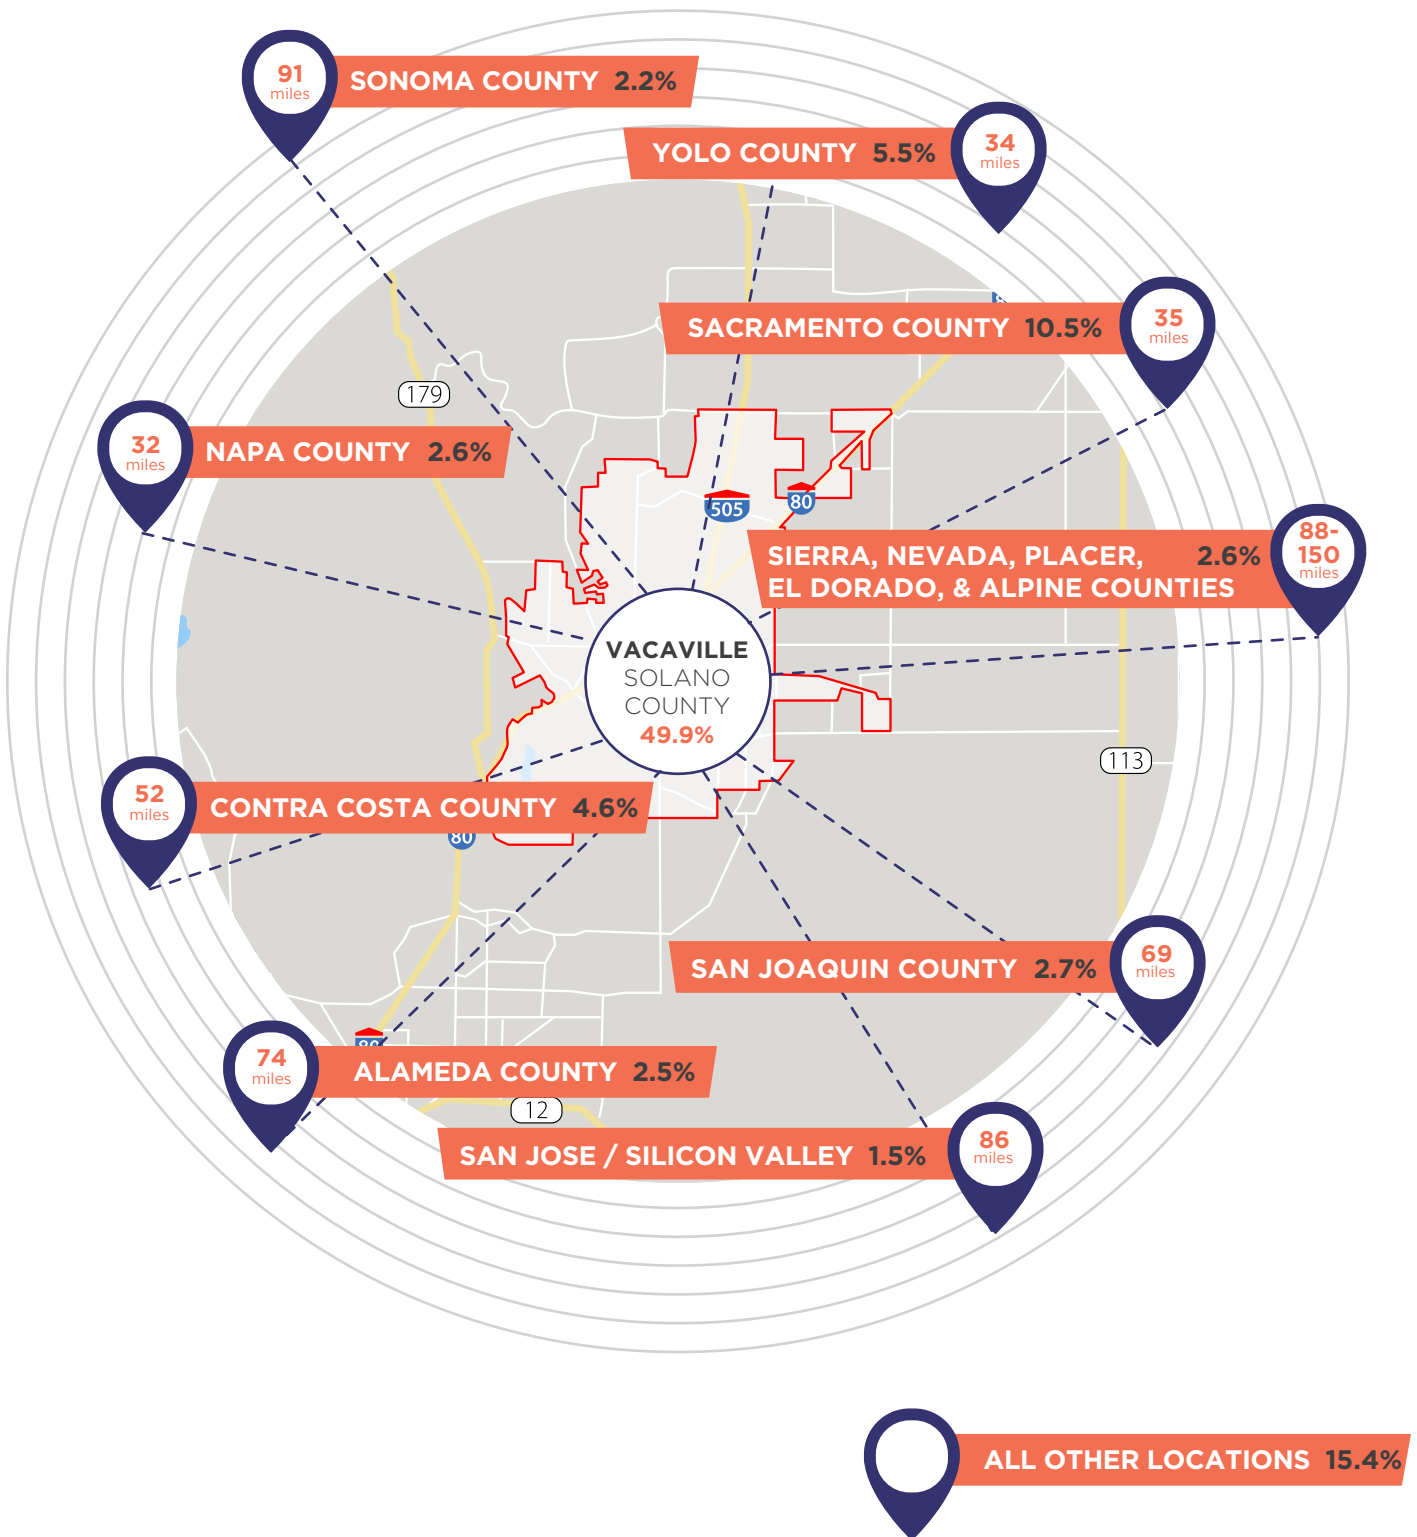 91
miles
SONOMA COUNTY 2.2%
YOLO COUNTY 5.5%
34
miles
SACRAMENTO COUNTY 10.5%
35
miles
179
32
miles
NAPA COUNTY 2.6%
505
80
SIERRA, NEVADA, PLACER, 2.6%
EL DORADO, & ALPINE COUNTIES
88-
150
miles
VACAVILLE
SOLANO
COUNTY
49.9%
113
52
miles
CONTRA COSTA COUNTY 4.6%
80
SAN JOAQUIN COUNTY 2.7%
69
miles
80
74
miles
ALAMEDA COUNTY 2.5%
12
SAN JOSE / SILICON VALLEY 1.5%
86
miles
ALL OTHER LOCATIONS 15.4%